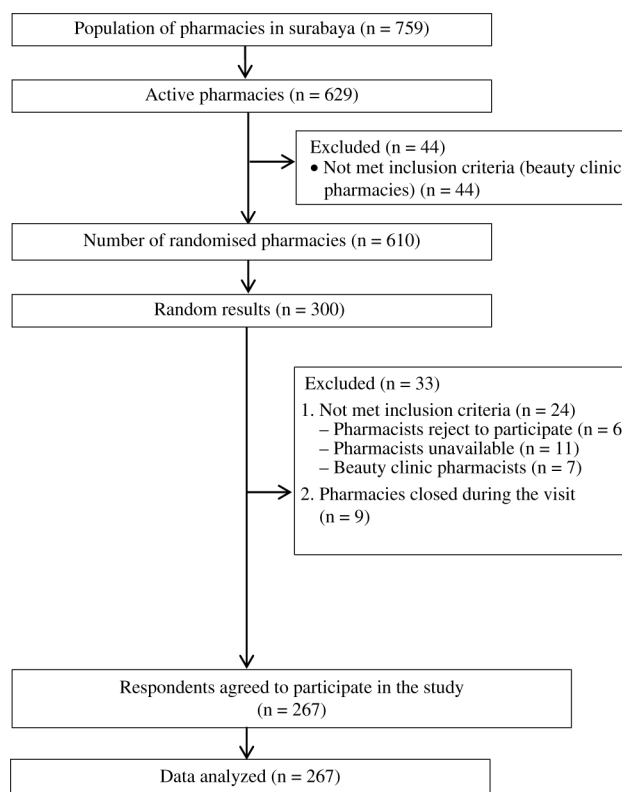 Population of pharmacies in surabaya (n = 759)
Active pharmacies (n = 629)
Excluded (n = 44)
• Not met inclusion criteria (beauty clinic
pharmacies) (n = 44)
Number of randomised pharmacies (n = 610)
Random results (n = 300)
Excluded (n = 33)
1. Not met inclusion criteria (n = 24)
– Pharmacists reject to participate (n = 6
– Pharmacists unavailable (n = 11)
– Beauty clinic pharmacists (n = 7)
2. Pharmacies closed during the visit
(n = 9)
Respondents agreed to participate in the study
(n = 267)
Data analyzed (n = 267)